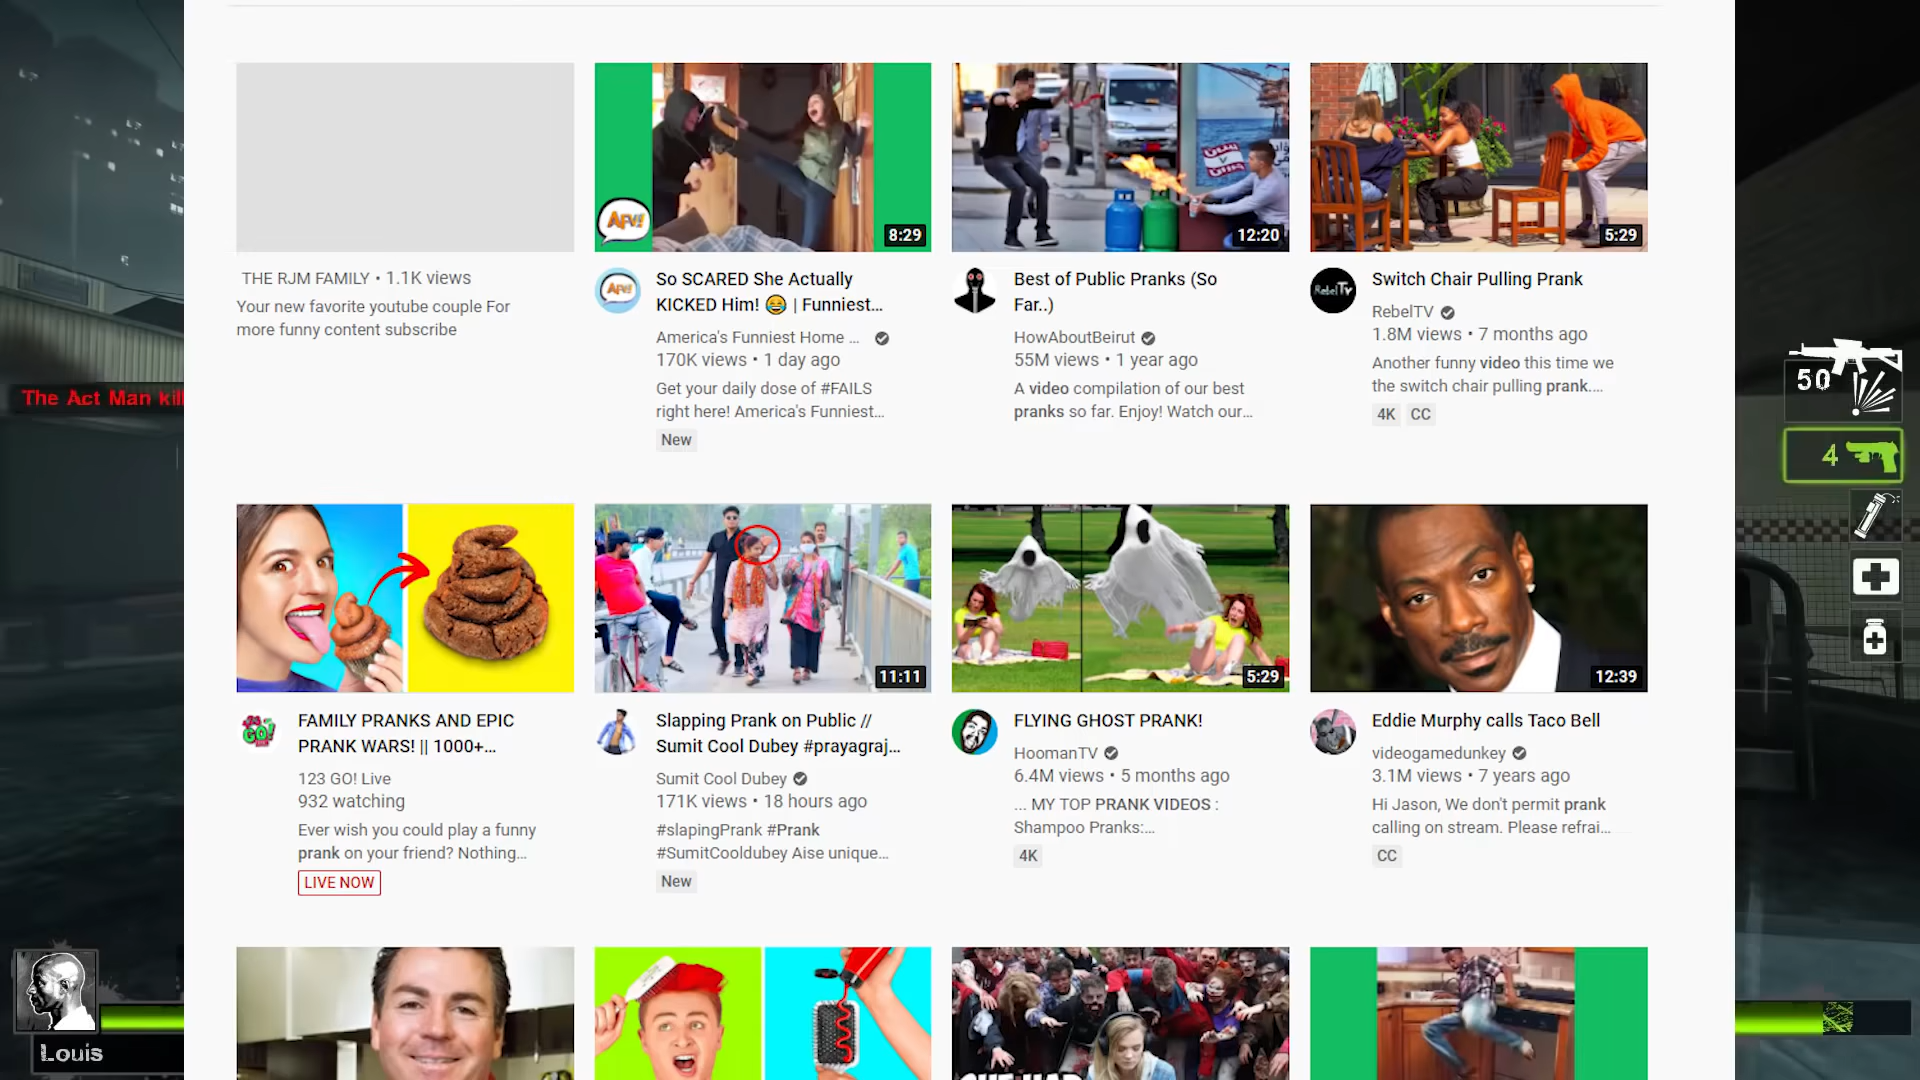 THE RJM FAMILY • 1.1K views
Your new favorite youtube couple For
more funny content subscribe
AFV!
8:29
AFV!
So SCARED She Actually
KICKED Him! 😂 | Funniest...
America's Funniest Home ...
170K views • 1 day ago
Get your daily dose of #FAILS
right here! America's Funniest...
New
12:20
Best of Public Pranks (So
Far..)
HowAboutBeirut
55M views • 1 year ago
A video compilation of our best
pranks so far. Enjoy! Watch our...
5:29
RebelTv
Switch Chair Pulling Prank
RebelTV
1.8M views • 7 months ago
Another funny video this time we
the switch chair pulling prank....
4K CC
The Act Man kill
50
4
GO!
FAMILY PRANKS AND EPIC
PRANK WARS! || 1000+...
123 GO! Live
932 watching
Ever wish you could play a funny
prank on your friend? Nothing...
LIVE NOW
11:11
Slapping Prank on Public //
Sumit Cool Dubey #prayagraj...
Sumit Cool Dubey
171K views • 18 hours ago
#slapingPrank #Prank
#SumitCooldubey Aise unique...
New
5:29
FLYING GHOST PRANK!
HoomanTV
6.4M views • 5 months ago
... MY TOP PRANK VIDEOS :
Shampoo Pranks:...
4K
12:39
Eddie Murphy calls Taco Bell
videogamedunkey
3.1M views • 7 years ago
Hi Jason, We don't permit prank
calling on stream. Please refrai...
CC
Louis